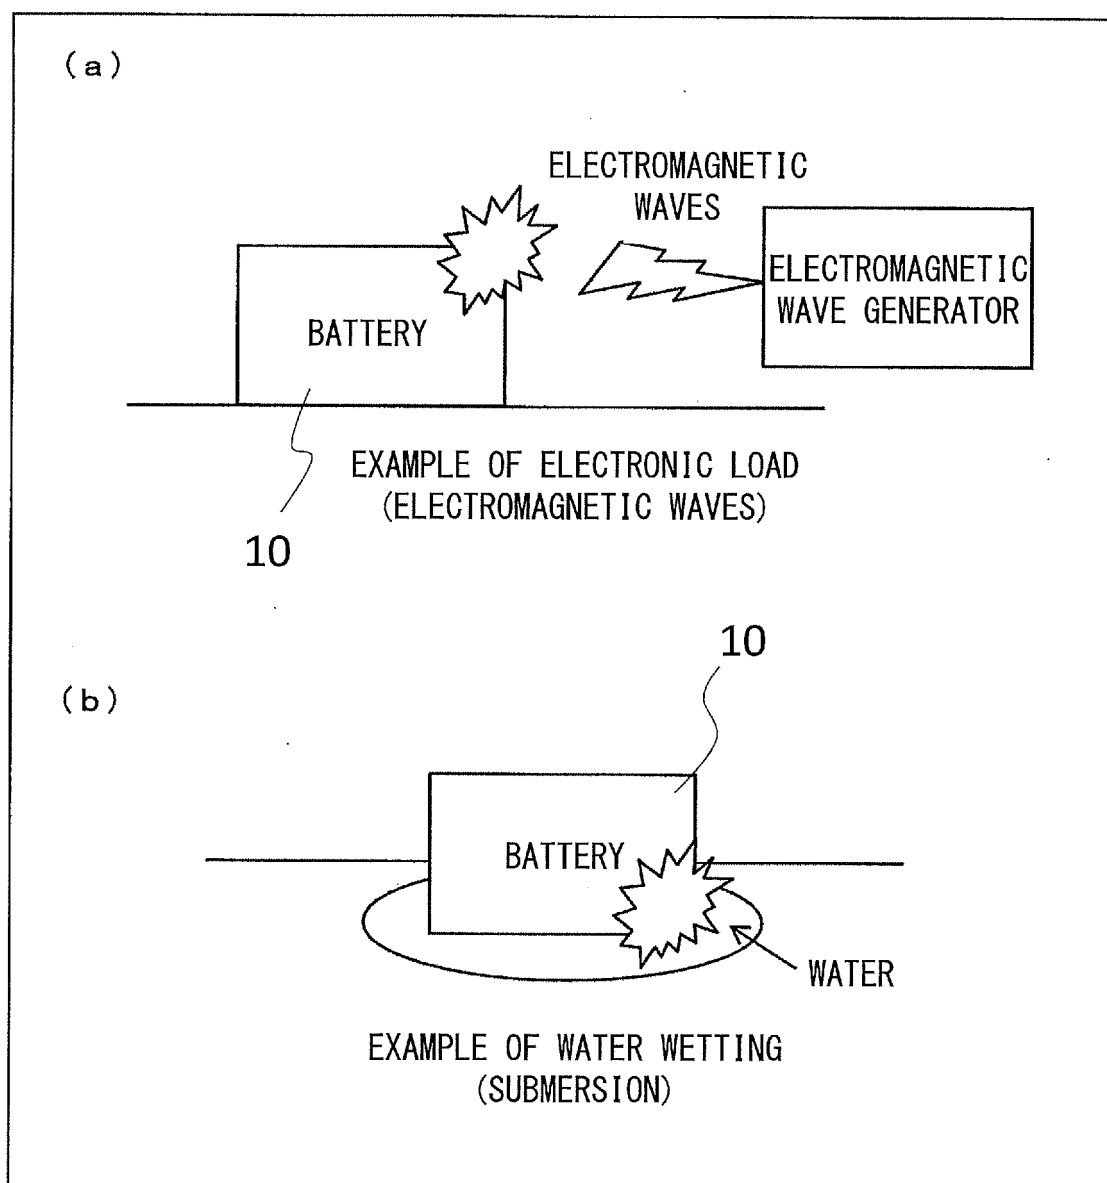 (a)
ELECTROMAGNETIC
WAVES
ELECTROMAGNETIC
WAVE GENERATOR
BATTERY
EXAMPLE OF ELECTRONIC LOAD
(ELECTROMAGNETIC WAVES)
10
10
(b)
BATTERY
WATER
EXAMPLE OF WATER WETTING
(SUBMERSION)